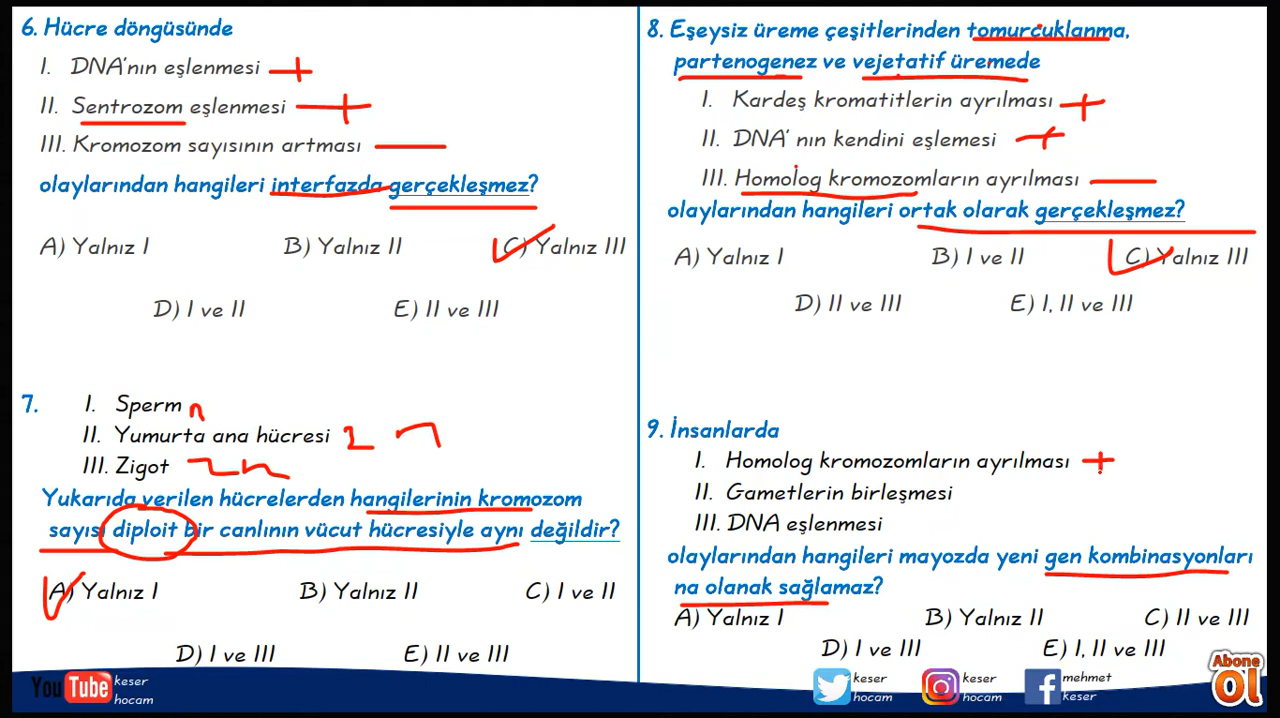 6. Hücre döngüsünde
I. DNA'nın eşlenmesi +
II. Sentrozom eşlenmesi +
III. Kromozom sayısının artması —
olaylarından hangileri interfazda gerçekleşmez?
A) Yalnız I B) Yalnız II C) Yalnız III
D) I ve II E) II ve III
7. I. Sperm n
II. Yumurta ana hücresi 2n
III. Zigot 2n
Yukarıda verilen hücrelerden hangilerinin kromozom
sayısı diploit bir canlının vücut hücresiyle aynı değildir?
A) Yalnız I B) Yalnız II C) I ve II
D) I ve III E) II ve III
8. Eşeysiz üreme çeşitlerinden tomurcuklanma,
partenogenez ve vejetatif üremede
I. Kardeş kromatitlerin ayrılması +
II. DNA' nın kendini eşlemesi +
III. Homolog kromozomların ayrılması —
olaylarından hangileri ortak olarak gerçekleşmez?
A) Yalnız I B) I ve II C) Yalnız III
D) II ve III E) I, II ve III
9. İnsanlarda
I. Homolog kromozomların ayrılması +
II. Gametlerin birleşmesi
III. DNA eşlenmesi
olaylarından hangileri mayozda yeni gen kombinasyonları
na olanak sağlamaz?
A) Yalnız I B) Yalnız II C) II ve III
D) I ve III E) I, II ve III
YouTube keser hocam
keser hocam
keser hocam
mehmet keser
Abone Ol